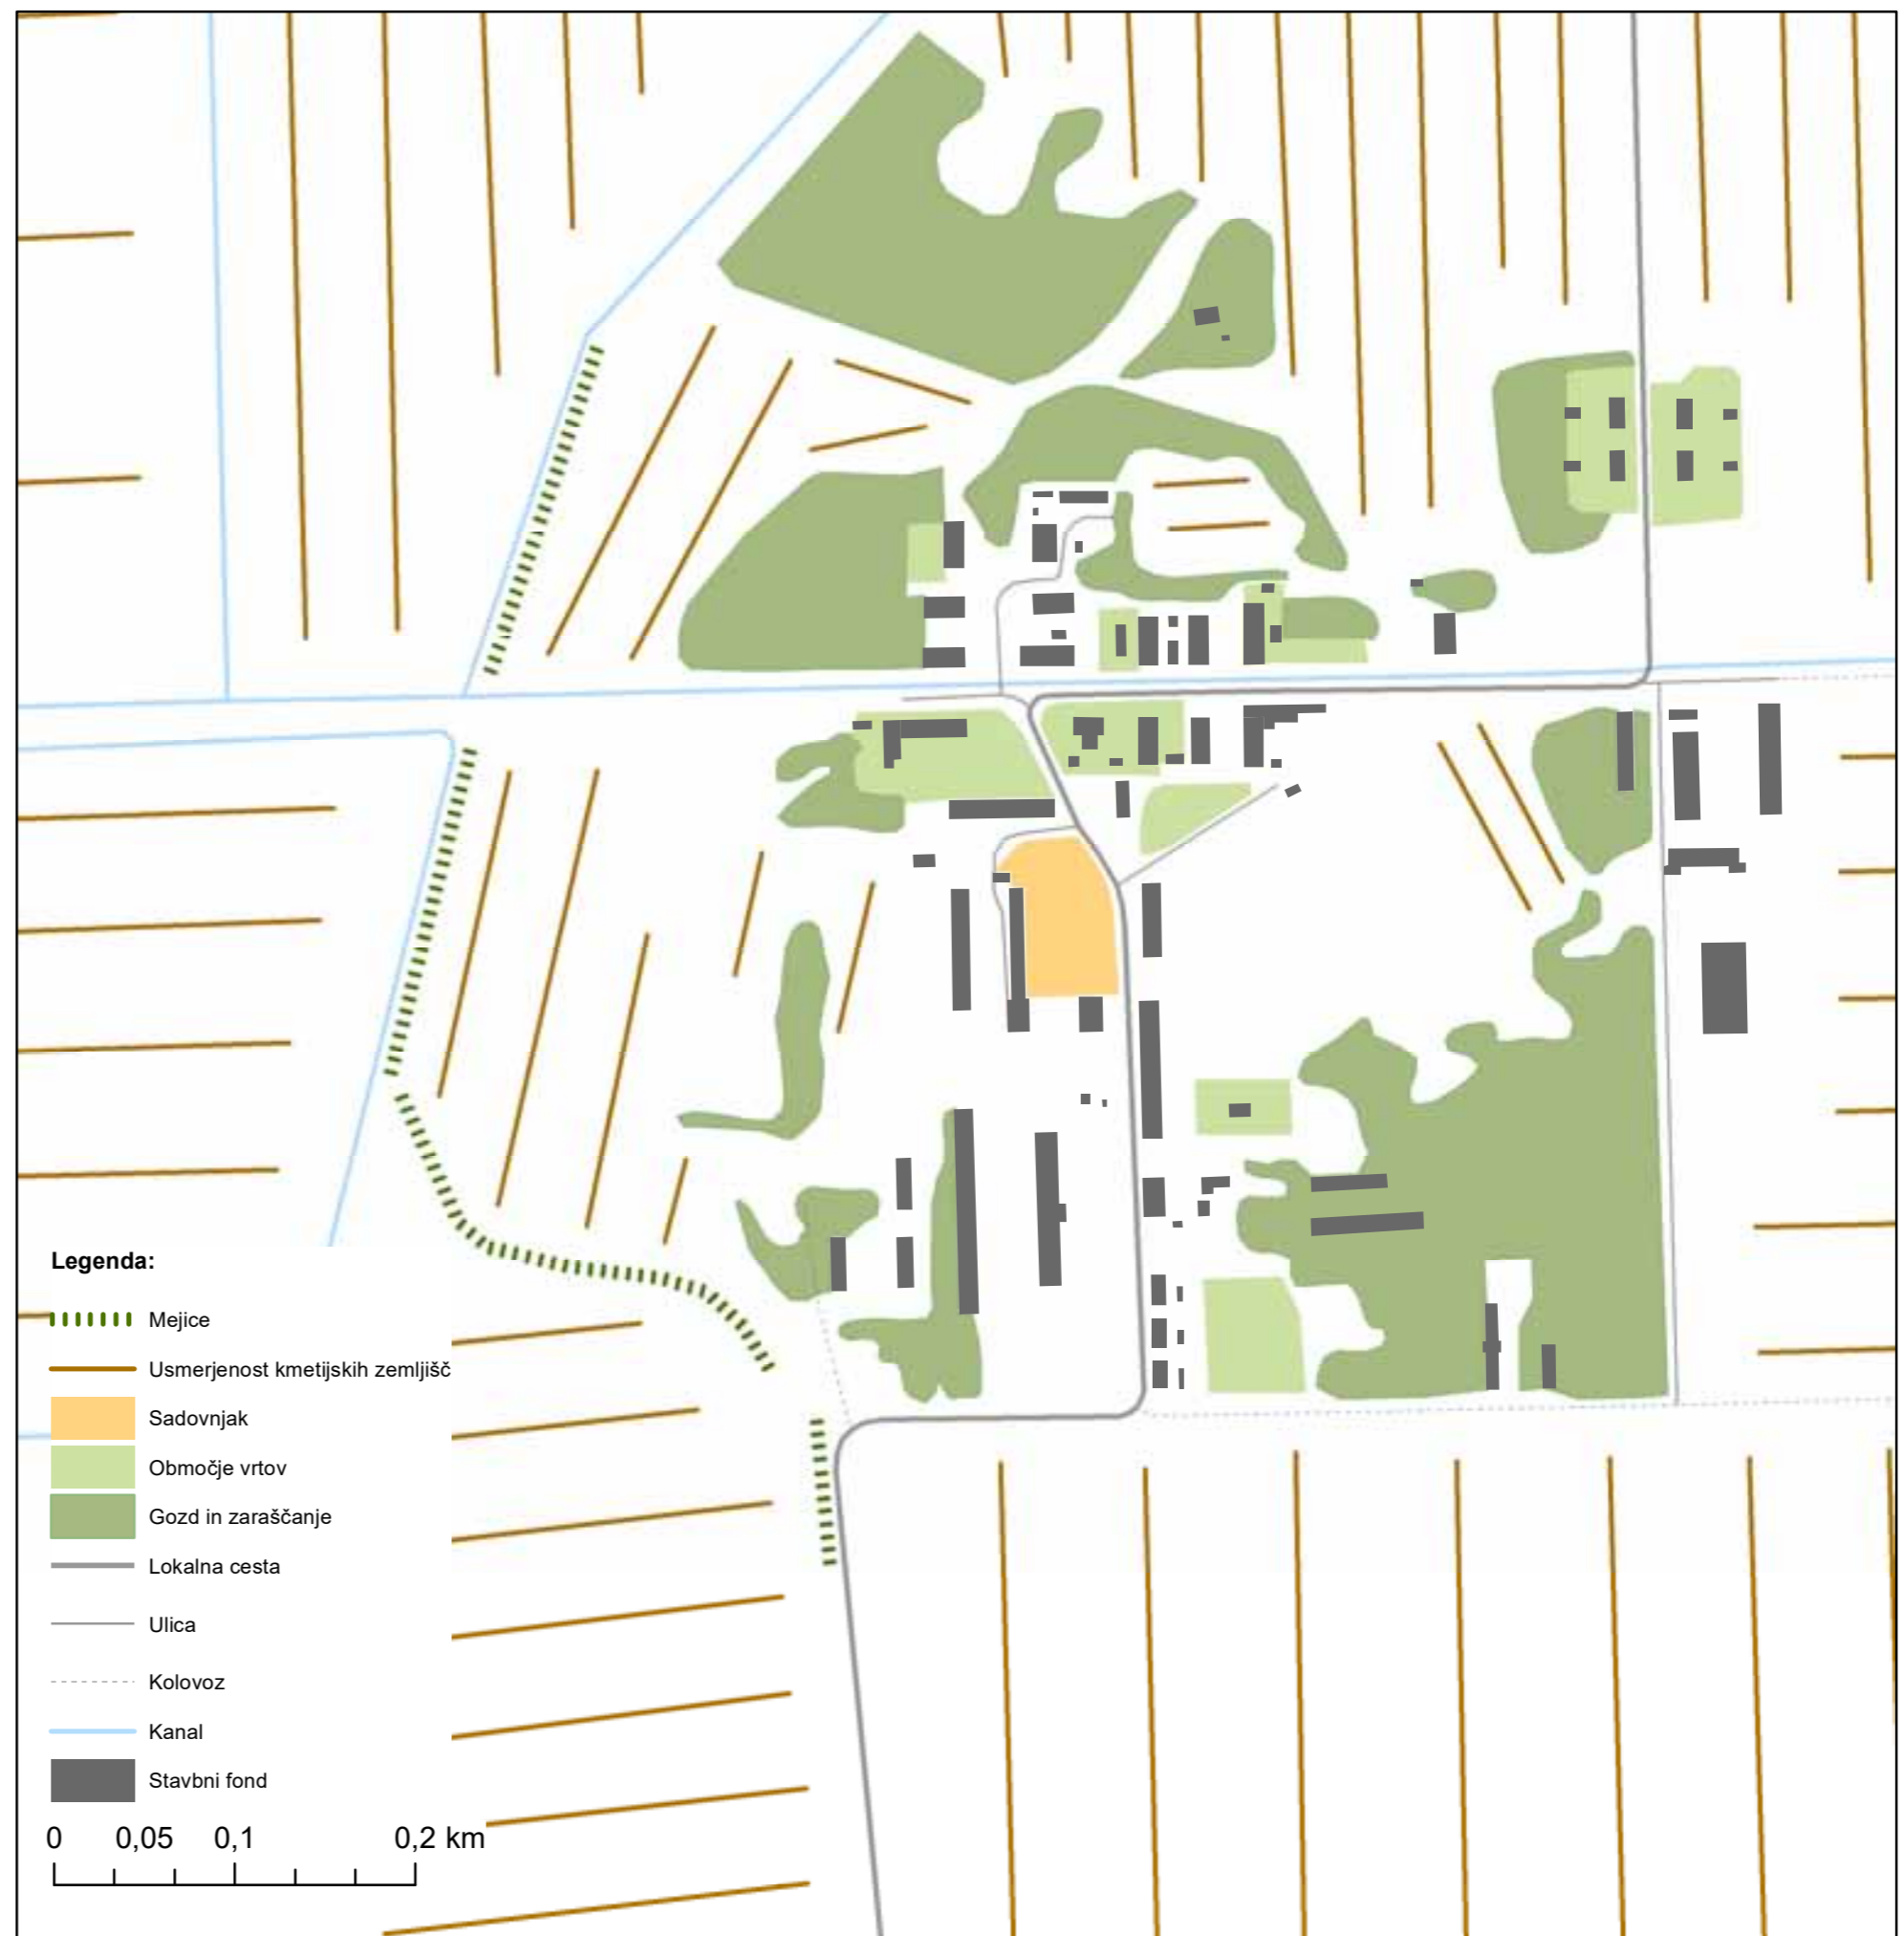 Legenda:
Mejice
Usmerjenost kmetijskih zemljišč
Sadovnjak
Območje vrtov
Gozd in zaraščanje
Lokalna cesta
Ulica
Kolovoz
Kanal
Stavbni fond
0 0,05 0,1 0,2 km